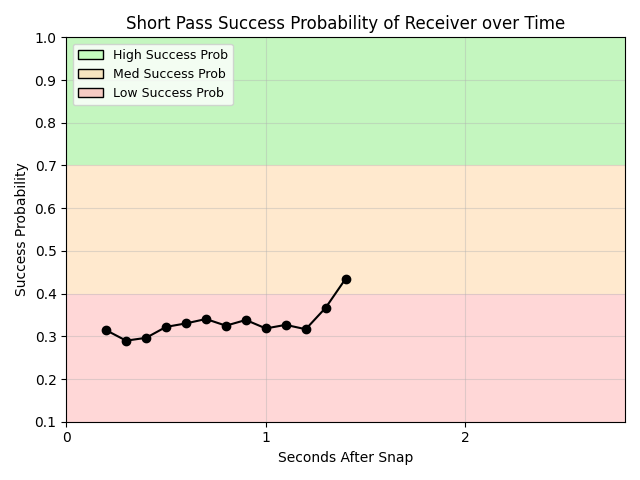 Short Pass Success Probability of Receiver over Time
High Success Prob
Med Success Prob
Low Success Prob
Success Probability
1.0
0.9
0.8
0.7
0.6
0.5
0.4
0.3
0.2
0.1
0 1 2
Seconds After Snap